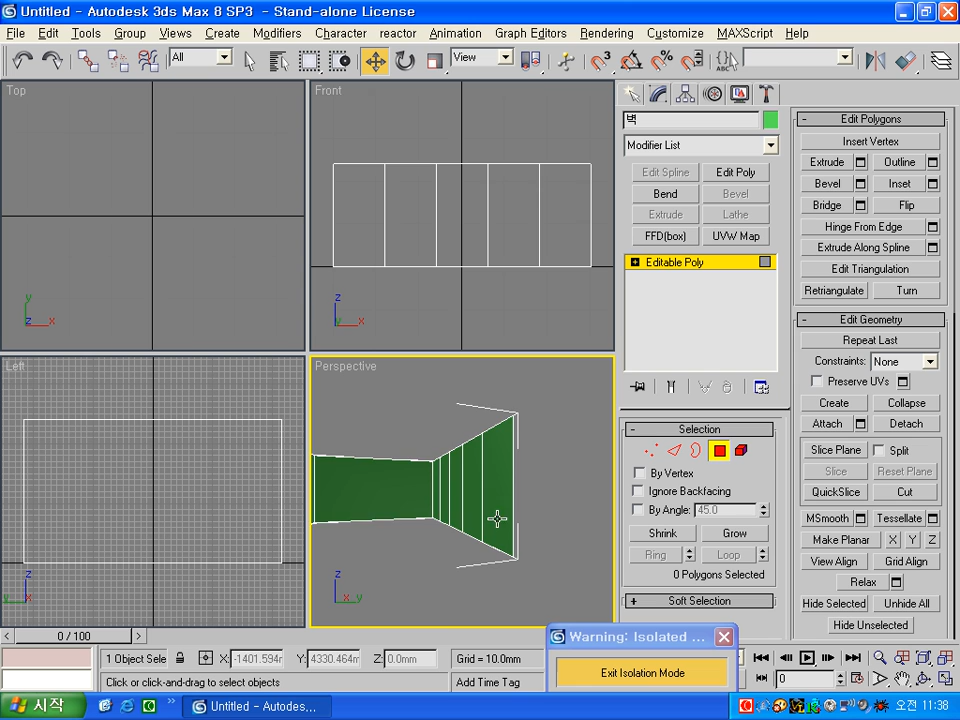 Untitled - Autodesk 3ds Max 8 SP3 - Stand-alone License
File Edit Tools Group Views Create Modifiers Character reactor Animation Graph Editors Rendering Customize MAXScript Help
All View
Top
Front
Left
Perspective
z x y
벽
Modifier List
Edit Spline Edit Poly
Bend Bevel
Extrude Lathe
FFD(box) UVW Map
Editable Poly
Selection
By Vertex
Ignore Backfacing
By Angle: 45.0
Shrink Grow
Ring Loop
0 Polygons Selected
Soft Selection
Edit Polygons
Insert Vertex
Extrude Outline
Bevel Inset
Bridge Flip
Hinge From Edge
Extrude Along Spline
Edit Triangulation
Retriangulate Turn
Edit Geometry
Repeat Last
Constraints: None
Preserve UVs
Create Collapse
Attach Detach
Slice Plane Split
Slice Reset Plane
QuickSlice Cut
MSmooth Tessellate
Make Planar X Y Z
View Align Grid Align
Relax
Hide Selected Unhide All
Hide Unselected
0 / 100
1 Object Sele X: -1401.594m Y: 4330.464m Z: 0.0mm Grid = 10.0mm
Click or click-and-drag to select objects Add Time Tag
Warning: Isolated ...
Exit Isolation Mode
0
시작 Untitled - Autodes... 오전 11:38